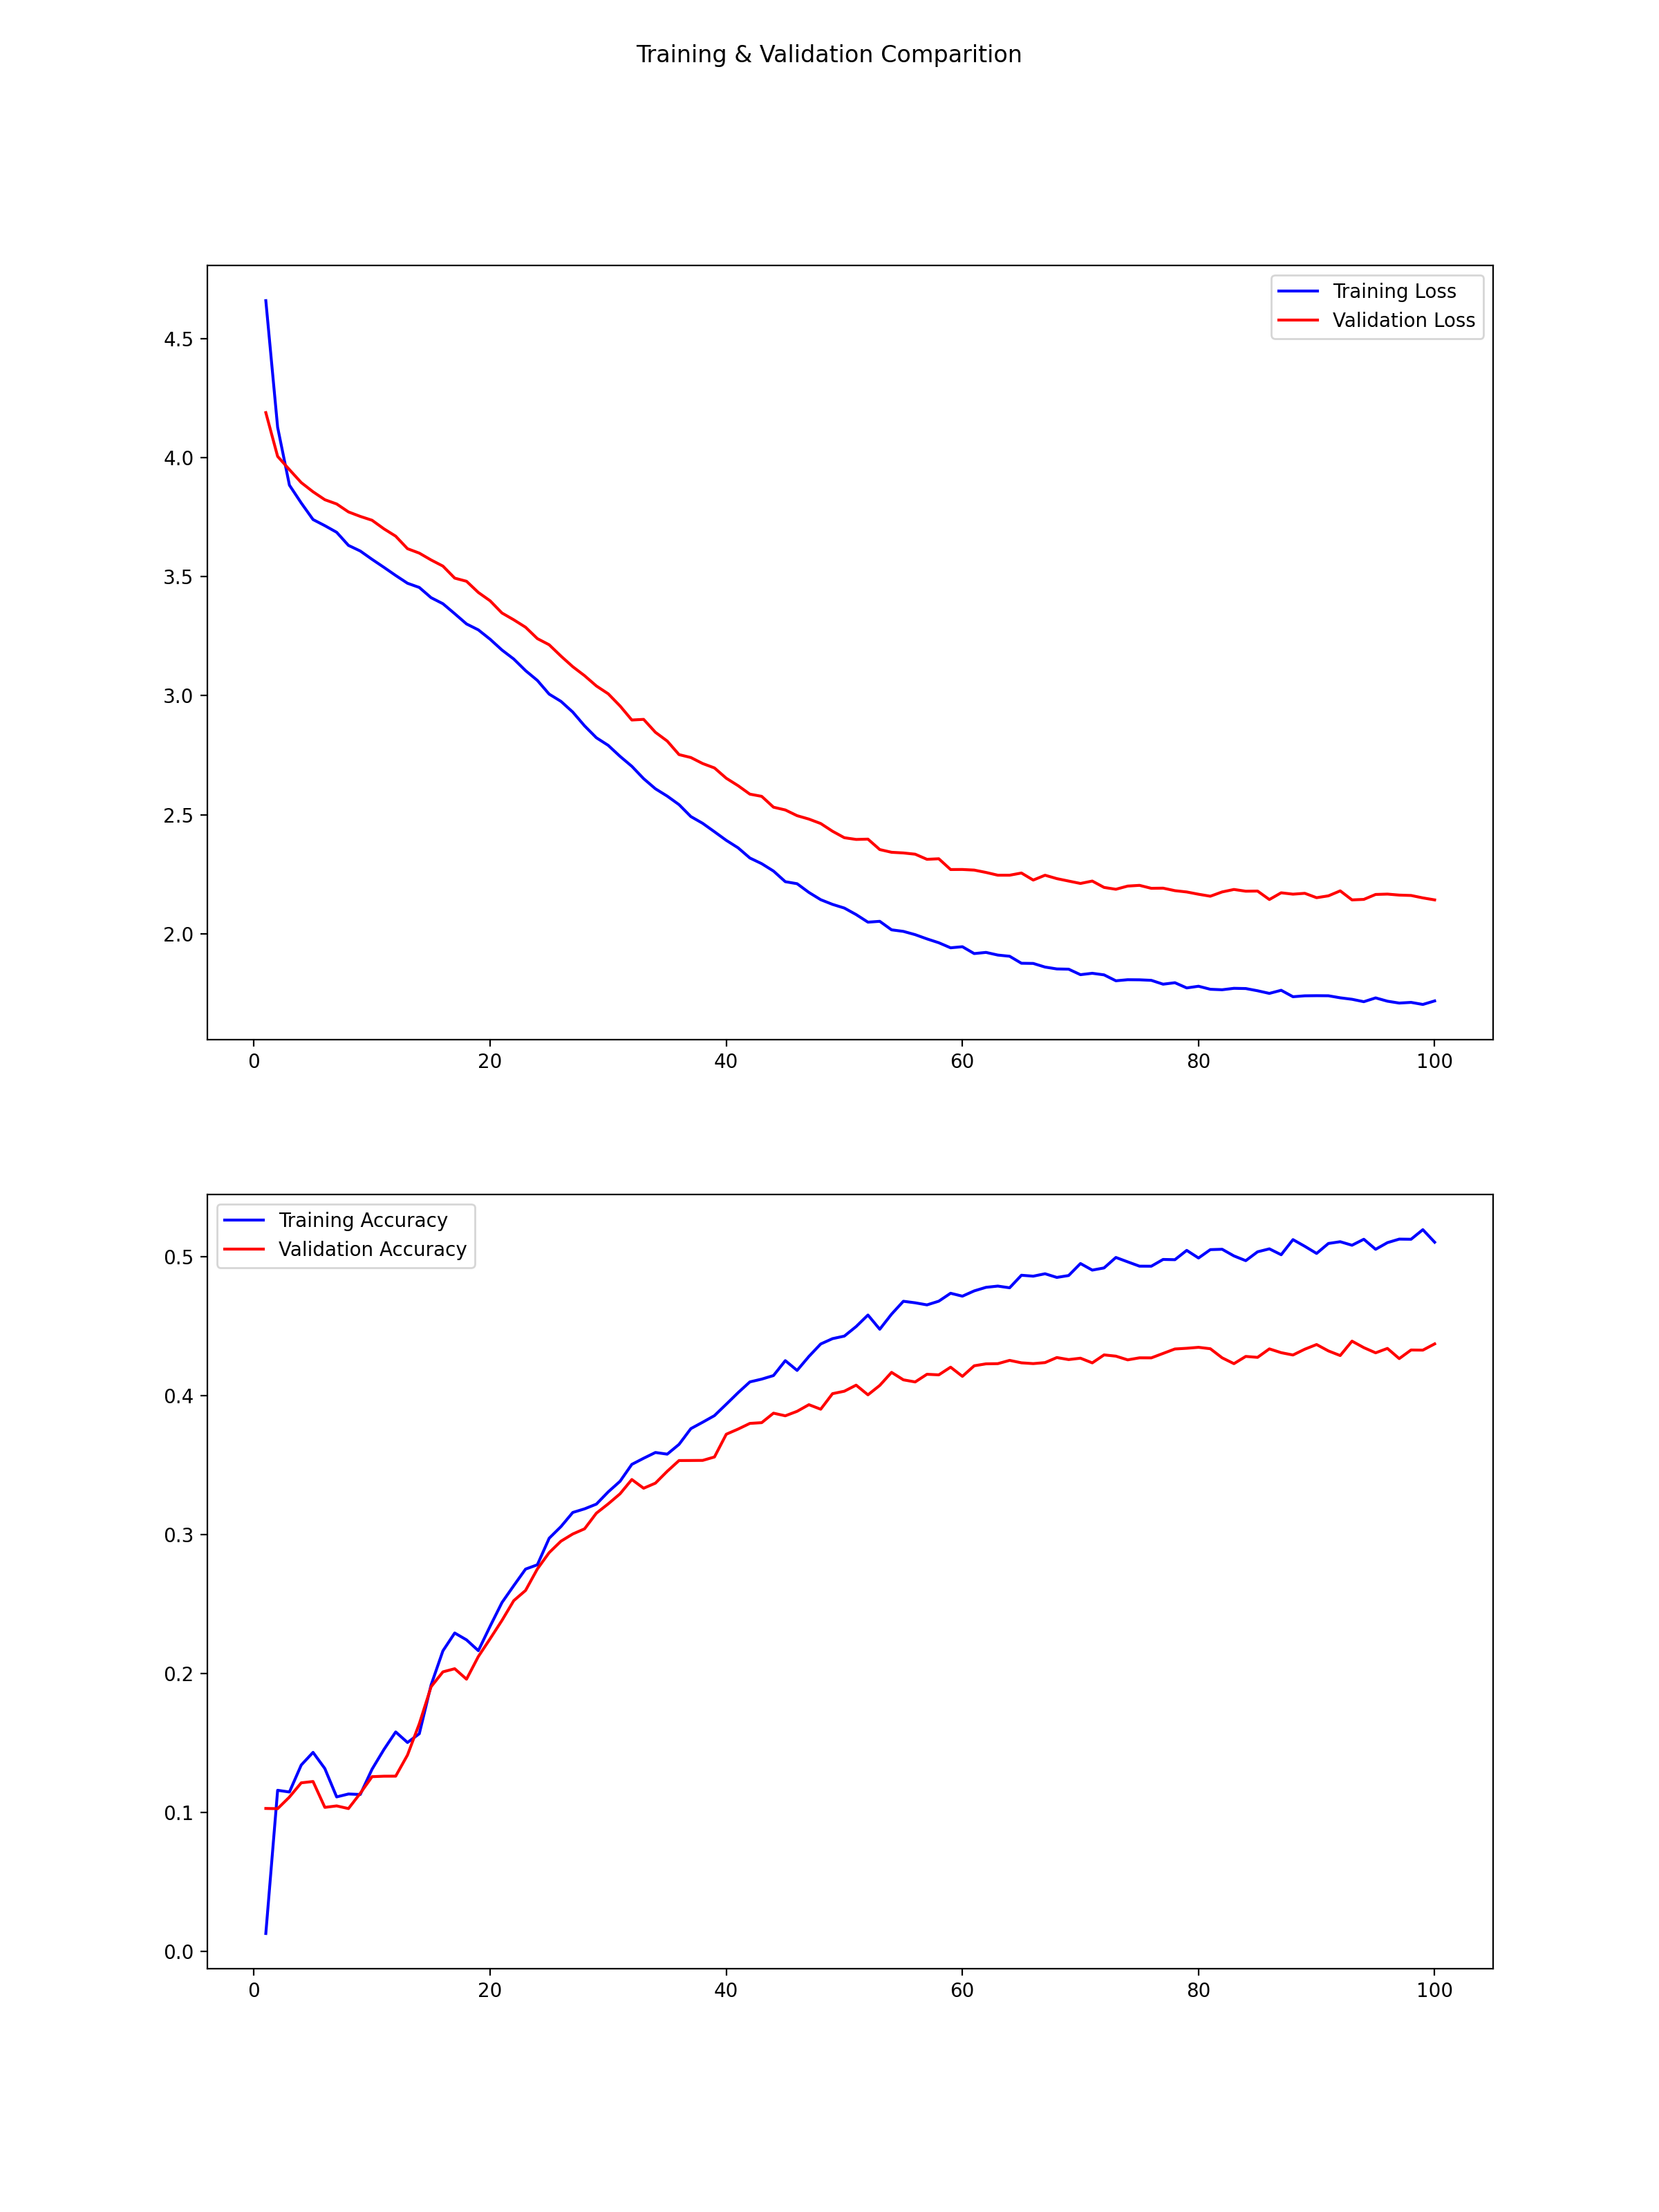 Training & Validation Comparition
Training Loss
Validation Loss
4.5
4.0
3.5
3.0
2.5
2.0
0 20 40 60 80 100
Training Accuracy
Validation Accuracy
0.5
0.4
0.3
0.2
0.1
0.0
0 20 40 60 80 100